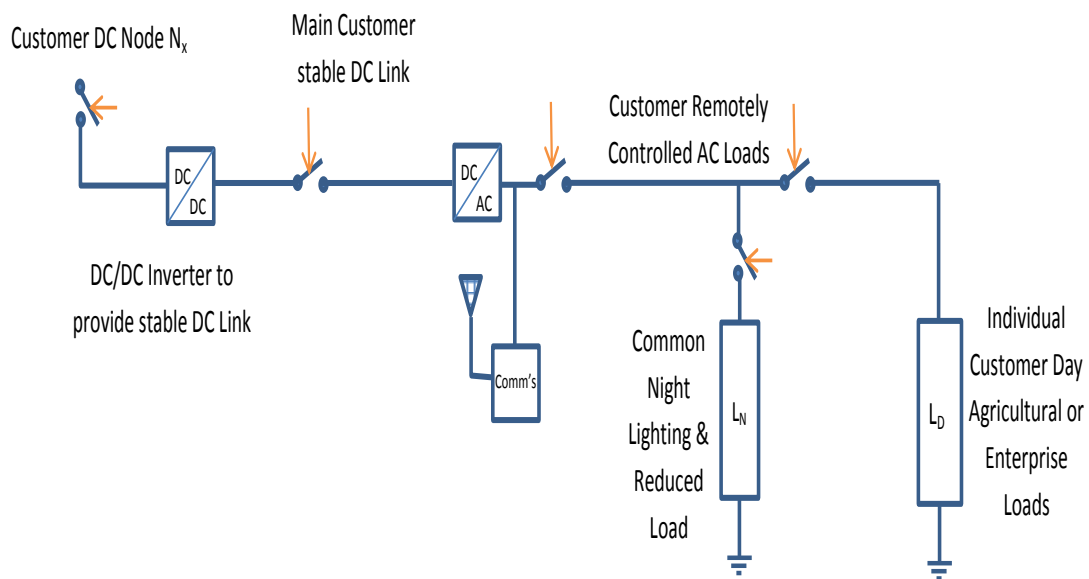 Customer DC Node Nₓ
Main Customer
stable DC Link
Customer Remotely
Controlled AC Loads
DC
DC
DC
AC
DC/DC Inverter to
provide stable DC Link
Comm's
Common
Night
Lighting &
Reduced
Load
L_N
L_D
Individual
Customer Day
Agricultural or
Enterprise
Loads